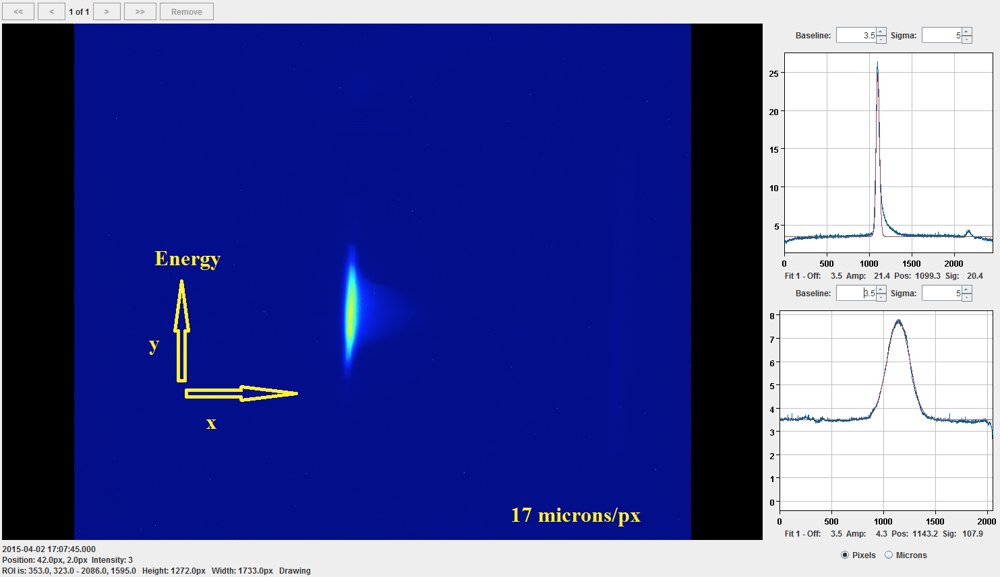 << < 1 of 1 > >> Remove
Baseline: 3.5 Sigma: 5
25
20
15
10
5
0 500 1000 1500 2000
Fit 1 - Off: 3.5 Amp: 21.4 Pos: 1099.3 Sig: 20.4
Baseline: 3.5 Sigma: 5
8
7
6
5
4
3
2
1
0
0 500 1000 1500 2000
Fit 1 - Off: 3.5 Amp: 4.3 Pos: 1143.2 Sig: 107.9
Pixels Microns
Energy
y
x
17 microns/px
2015-04-02 17:07:45.000
Position: 42.0px, 2.0px Intensity: 3
ROI is: 353.0, 323.0 - 2086.0, 1595.0 Height: 1272.0px Width: 1733.0px Drawing